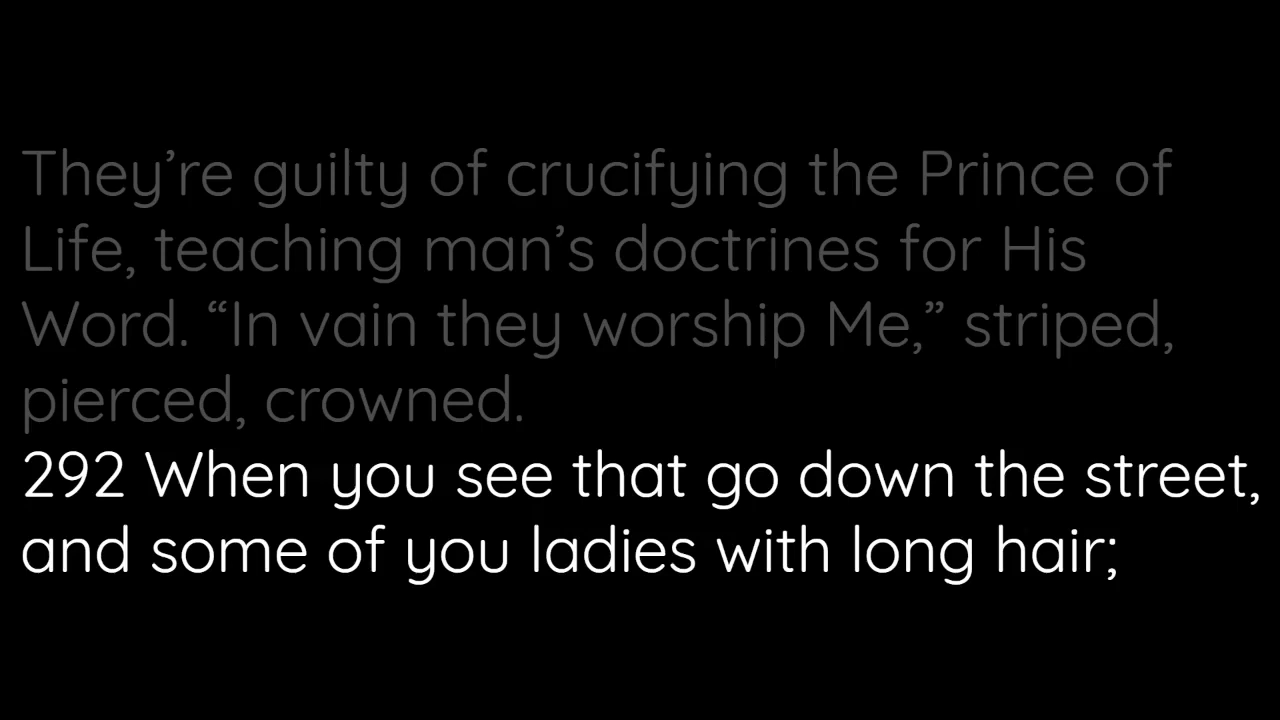 They’re guilty of crucifying the Prince of
Life, teaching man’s doctrines for His
Word. “In vain they worship Me,” striped,
pierced, crowned.
292 When you see that go down the street,
and some of you ladies with long hair;